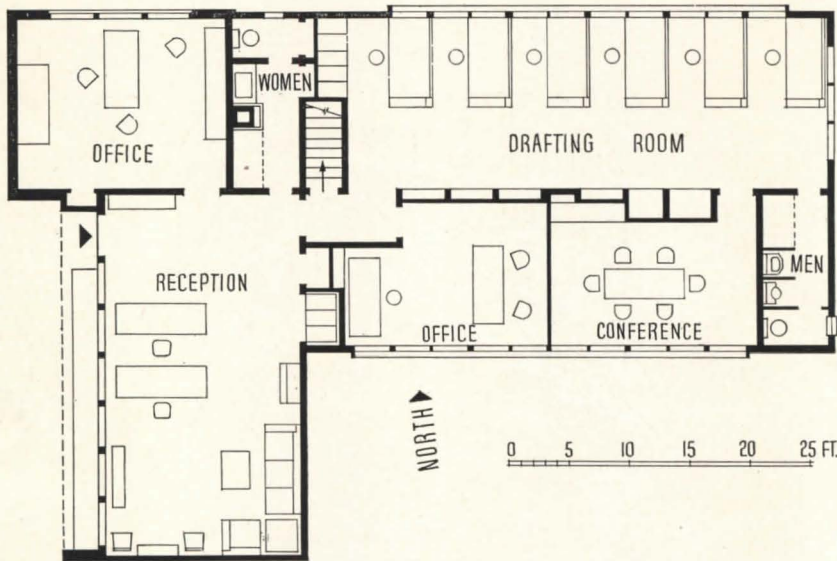 WOMEN
OFFICE
DRAFTING ROOM
RECEPTION
MEN
OFFICE
CONFERENCE
NORTH
0 5 10 15 20 25 FT.